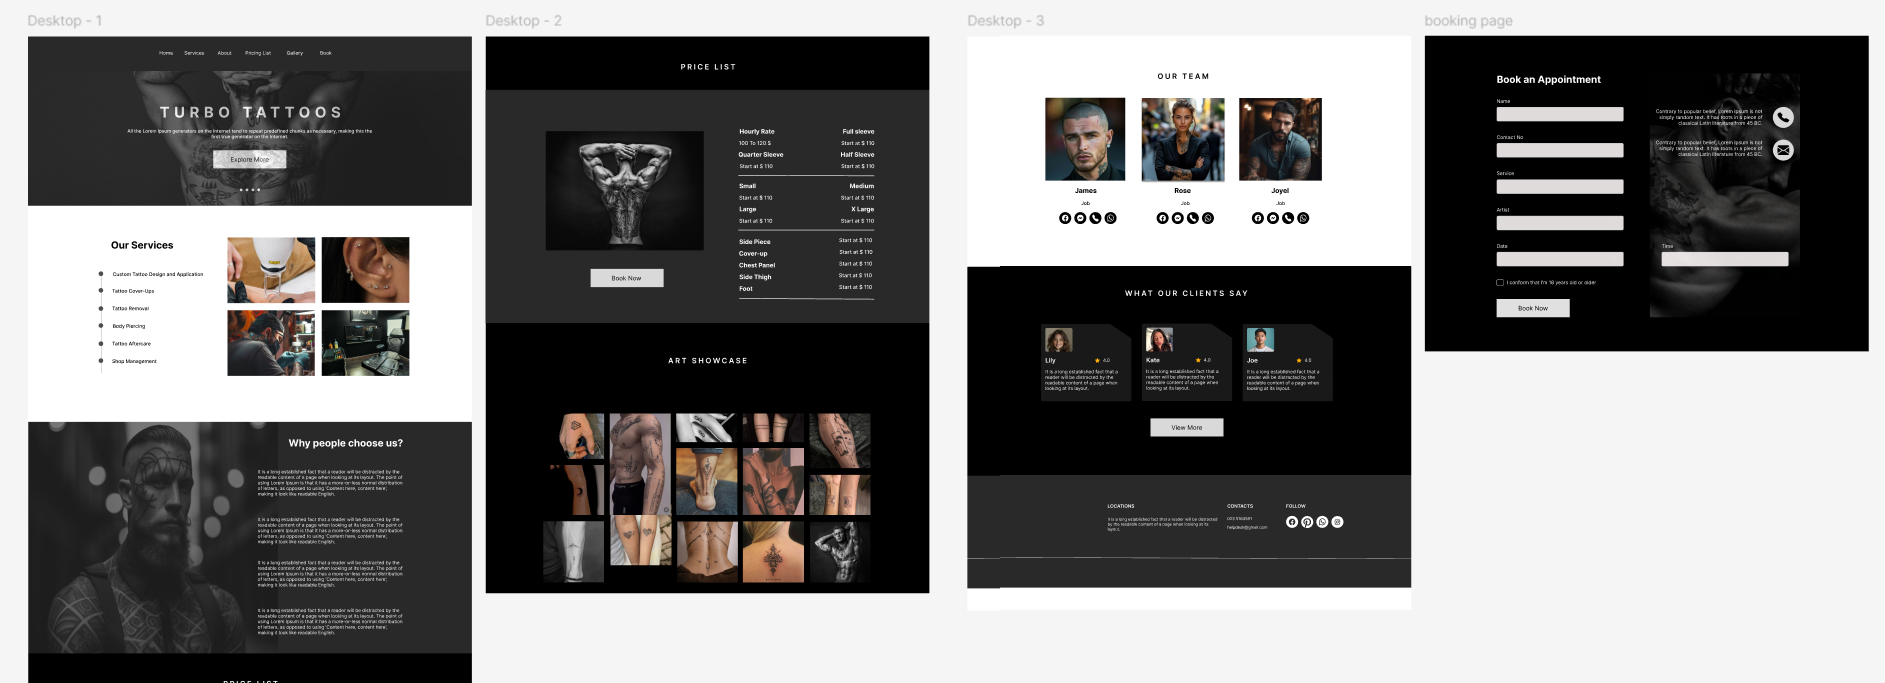 Desktop - 1
Home Services About Pricing List Gallery Book
TURBO TATTOOS
All the Lorem Ipsum generators on the Internet tend to repeat predefined chunks as necessary, making this the
first true generator on the Internet.
Explore More
Our Services
Custom Tattoo Design and Application
Tattoo Cover-Ups
Tattoo Removal
Body Piercing
Tattoo Aftercare
Shop Management
Why people choose us?
It is a long established fact that a reader will be distracted by the
readable content of a page when looking at its layout. The point of
using Lorem Ipsum is that it has a more-or-less normal distribution
of letters, as opposed to using 'Content here, content here',
making it look like readable English.
It is a long established fact that a reader will be distracted by the
readable content of a page when looking at its layout. The point of
using Lorem Ipsum is that it has a more-or-less normal distribution
of letters, as opposed to using 'Content here, content here',
making it look like readable English.
It is a long established fact that a reader will be distracted by the
readable content of a page when looking at its layout. The point of
using Lorem Ipsum is that it has a more-or-less normal distribution
of letters, as opposed to using 'Content here, content here',
making it look like readable English.
It is a long established fact that a reader will be distracted by the
readable content of a page when looking at its layout. The point of
using Lorem Ipsum is that it has a more-or-less normal distribution
of letters, as opposed to using 'Content here, content here',
making it look like readable English.
PRICE LIST
Desktop - 2
PRICE LIST
Hourly Rate Full sleeve
100 To 120 $ Start at $ 110
Quarter Sleeve Half Sleeve
Start at $ 110 Start at $ 110
Small Medium
Start at $ 110 Start at $ 110
Large X Large
Start at $ 110 Start at $ 110
Side Piece Start at $ 110
Cover-up Start at $ 110
Chest Panel Start at $ 110
Side Thigh Start at $ 110
Foot Start at $ 110
Book Now
ART SHOWCASE
Desktop - 3
OUR TEAM
James Rose Joyel
Job Job Job
WHAT OUR CLIENTS SAY
Lily 4.0
It is a long established fact that a
reader will be distracted by the
readable content of a page when
looking at its layout.
Kate 4.0
It is a long established fact that a
reader will be distracted by the
readable content of a page when
looking at its layout.
Joe 4.0
It is a long established fact that a
reader will be distracted by the
readable content of a page when
looking at its layout.
View More
LOCATIONS
It is a long established fact that a reader will be distracted
by the readable content of a page when looking at its
layout.
CONTACTS
helpdesk@gmail.com
FOLLOW
booking page
Book an Appointment
Name
Contact No
Service
Artist
Date
Time
I conform that I'm 18 years old or older
Book Now
Contrary to popular belief, Lorem Ipsum is not
simply random text. It has roots in a piece of
classical Latin literature from 45 BC.
Contrary to popular belief, Lorem Ipsum is not
simply random text. It has roots in a piece of
classical Latin literature from 45 BC.